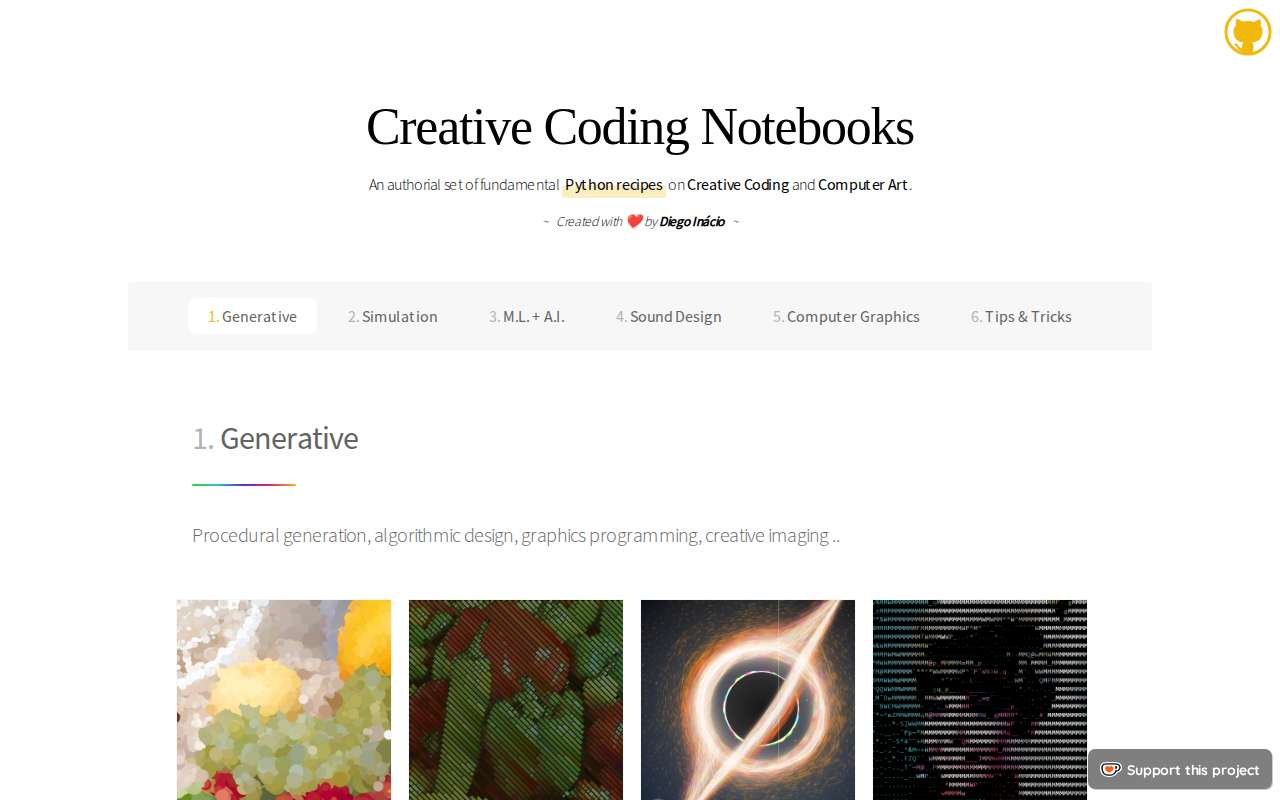 Creative Coding Notebooks
An authorial set of fundamental Python recipes on Creative Coding and Computer Art.
~ Created with ❤️ by Diego Inácio ~
1. Generative 2. Simulation 3. M.L. + A.I. 4. Sound Design 5. Computer Graphics 6. Tips & Tricks
1. Generative
Procedural generation, algorithmic design, graphics programming, creative imaging ..
Support this project